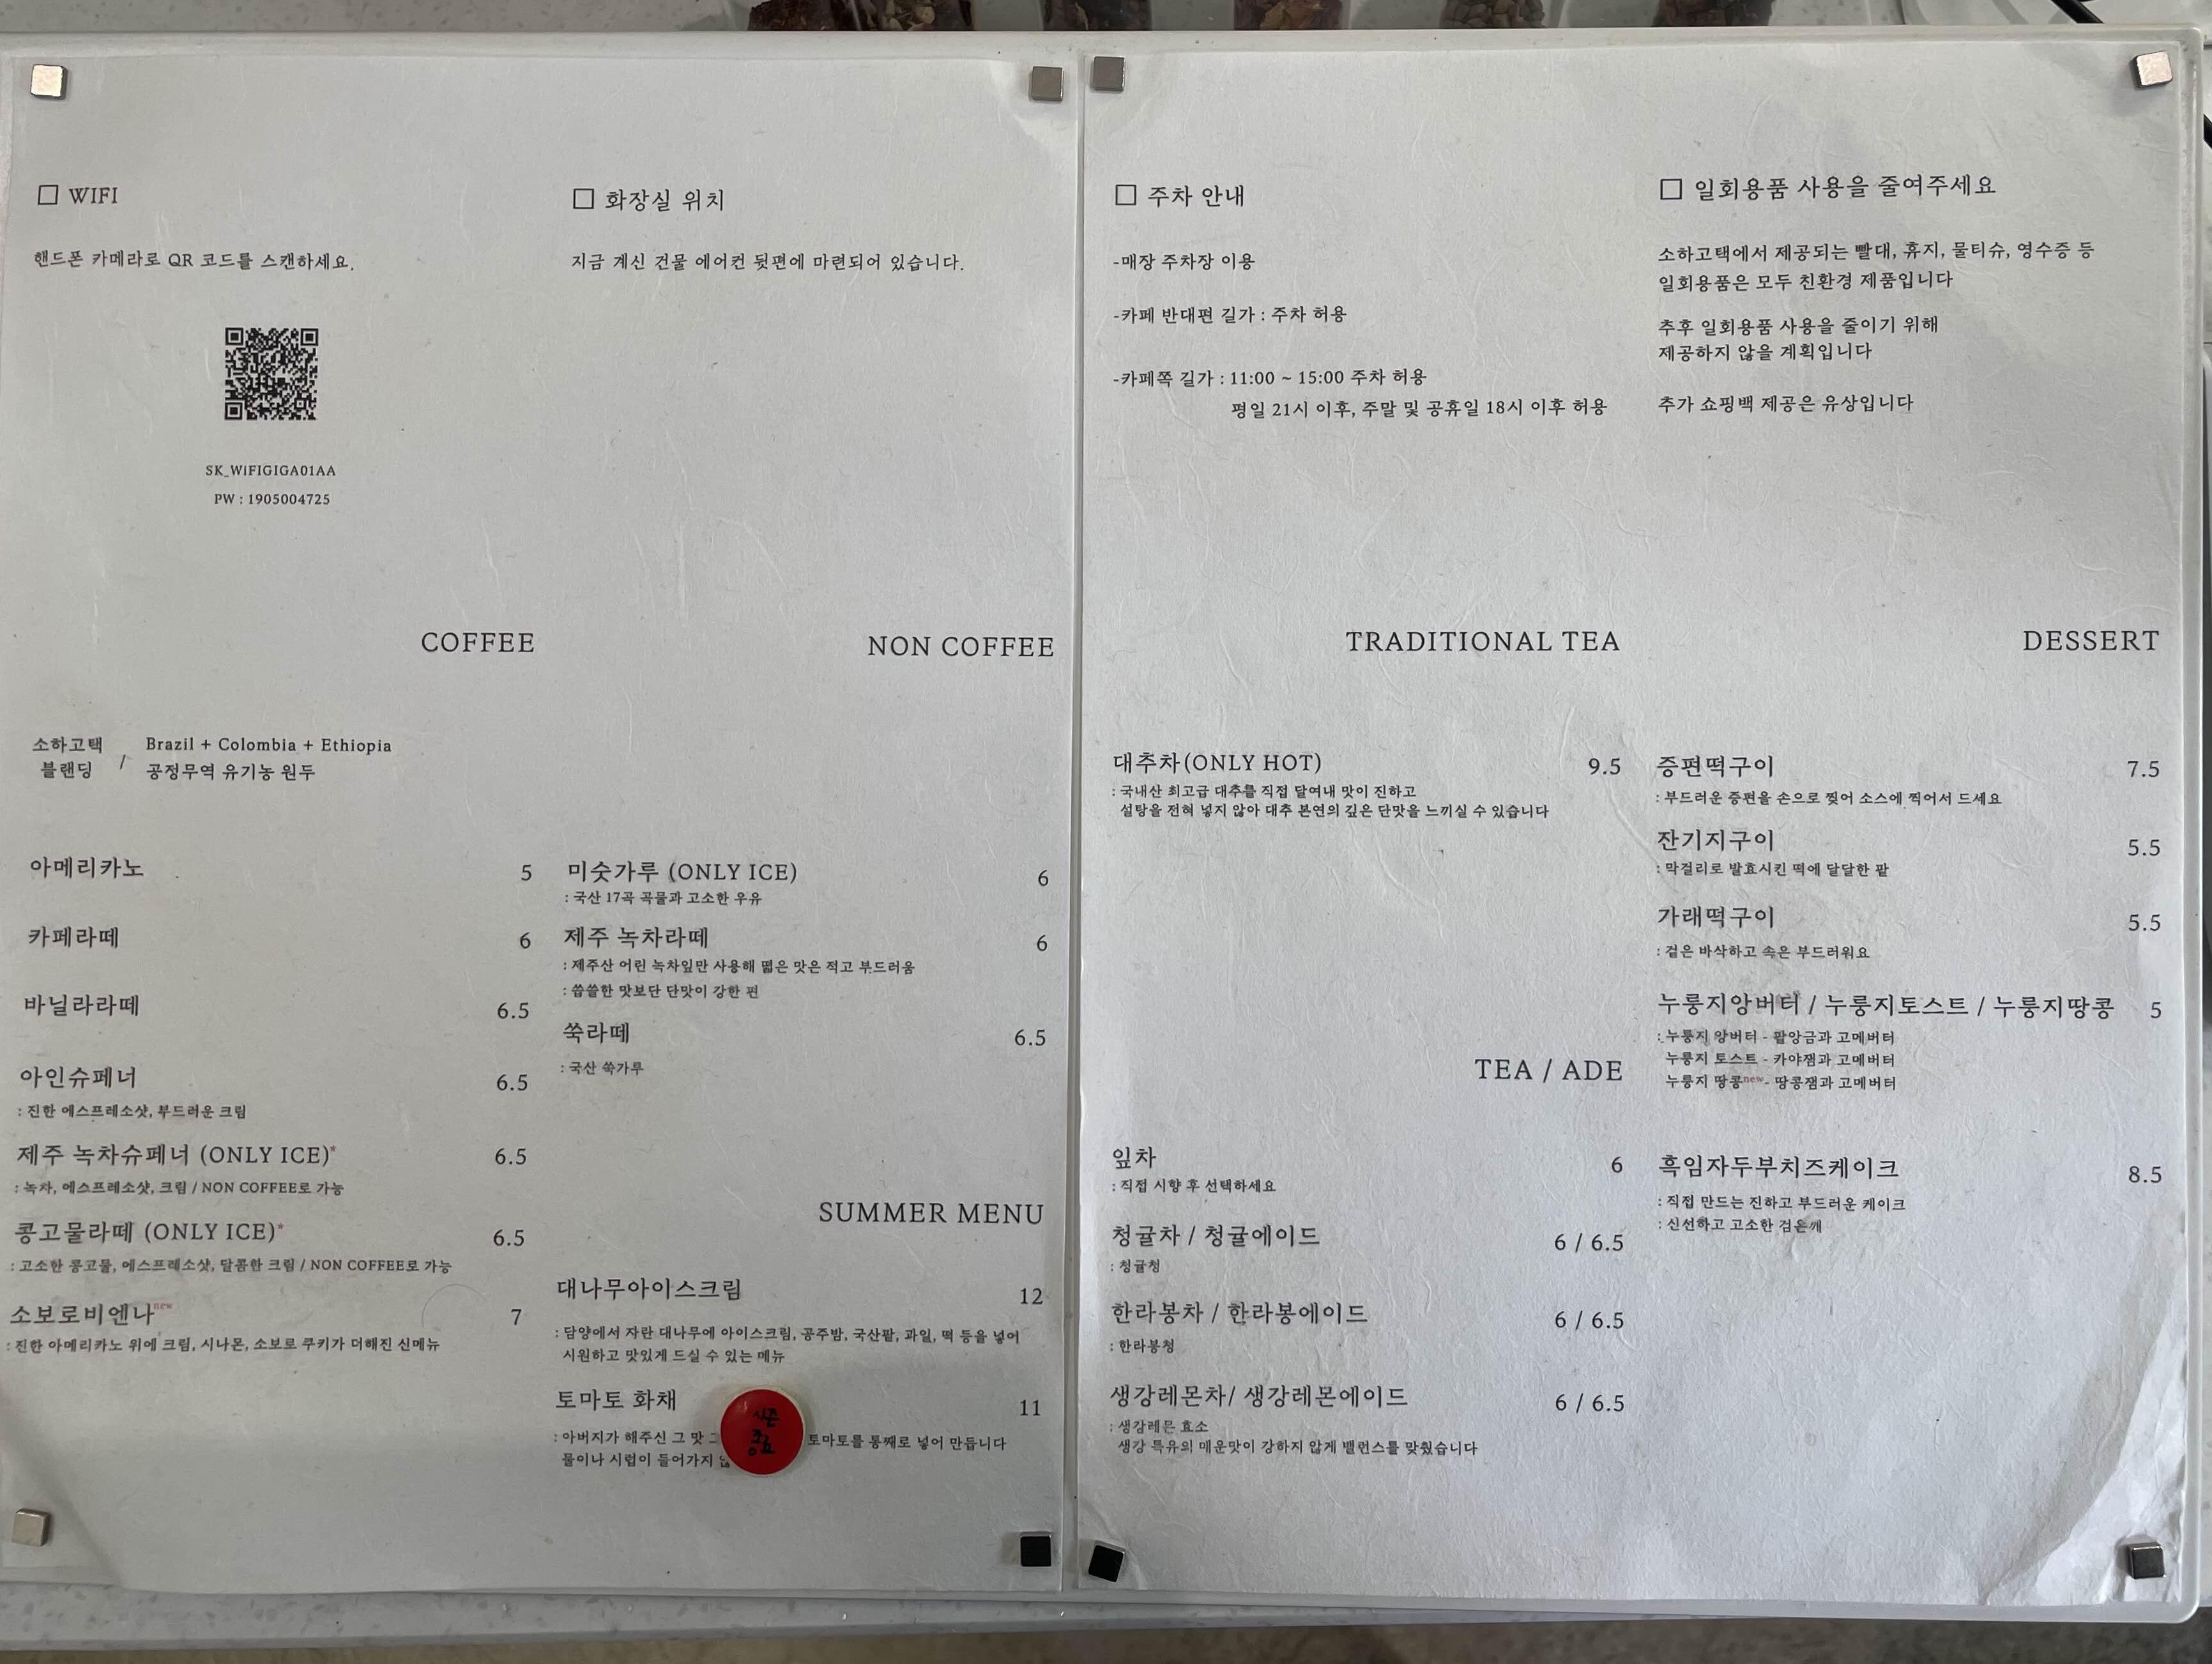 □ WIFI
핸드폰 카메라로 QR 코드를 스캔하세요.
SK_WiFIGIGA01AA
PW : 1905004725
□ 화장실 위치
지금 계신 건물 에어컨 뒷편에 마련되어 있습니다.
□ 주차 안내
-매장 주차장 이용
-카페 반대편 길가 : 주차 허용
-카페쪽 길가 : 11:00 ~ 15:00 주차 허용
평일 21시 이후, 주말 및 공휴일 18시 이후 허용
□ 일회용품 사용을 줄여주세요
소하고택에서 제공되는 빨대, 휴지, 물티슈, 영수증 등
일회용품은 모두 친환경 제품입니다
추후 일회용품 사용을 줄이기 위해
제공하지 않을 계획입니다
추가 쇼핑백 제공은 유상입니다
COFFEE
소하고택 / Brazil + Colombia + Ethiopia
블랜딩 공정무역 유기농 원두
아메리카노 5
카페라떼 6
바닐라라떼 6.5
아인슈페너 6.5
: 진한 에스프레소샷, 부드러운 크림
제주 녹차슈페너 (ONLY ICE)* 6.5
: 녹차, 에스프레소샷, 크림 / NON COFFEE로 가능
콩고물라떼 (ONLY ICE)* 6.5
: 고소한 콩고물, 에스프레소샷, 달콤한 크림 / NON COFFEE로 가능
소보로비엔나new 7
: 진한 아메리카노 위에 크림, 시나몬, 소보로 쿠키가 더해진 신메뉴
NON COFFEE
미숫가루 (ONLY ICE) 6
: 국산 17곡 곡물과 고소한 우유
제주 녹차라떼 6
: 제주산 어린 녹차잎만 사용해 떫은 맛은 적고 부드러움
: 씁쓸한 맛보단 단맛이 강한 편
쑥라떼 6.5
: 국산 쑥가루
SUMMER MENU
대나무아이스크림 12
: 담양에서 자란 대나무에 아이스크림, 공주밤, 국산팥, 과일, 떡 등을 넣어
시원하고 맛있게 드실 수 있는 메뉴
토마토 화채 11
: 아버지가 해주신 그 맛 토마토를 통째로 넣어 만듭니다
물이나 시럽이 들어가지
시즌
종료
TRADITIONAL TEA
대추차(ONLY HOT) 9.5
: 국내산 최고급 대추를 직접 달여내 맛이 진하고
설탕을 전혀 넣지 않아 대추 본연의 깊은 단맛을 느끼실 수 있습니다
TEA / ADE
잎차 6
: 직접 시향 후 선택하세요
청귤차 / 청귤에이드 6 / 6.5
: 청귤청
한라봉차 / 한라봉에이드 6 / 6.5
: 한라봉청
생강레몬차/ 생강레몬에이드 6 / 6.5
: 생강레몬 효소
생강 특유의 매운맛이 강하지 않게 밸런스를 맞췄습니다
DESSERT
증편떡구이 7.5
: 부드러운 증편을 손으로 찢어 소스에 찍어서 드세요
잔기지구이 5.5
: 막걸리로 발효시킨 떡에 달달한 팥
가래떡구이 5.5
: 겉은 바삭하고 속은 부드러워요
누룽지앙버터 / 누룽지토스트 / 누룽지땅콩 5
: 누룽지 앙버터 - 팥앙금과 고메버터
누룽지 토스트 - 카야잼과 고메버터
누룽지 땅콩new- 땅콩잼과 고메버터
흑임자두부치즈케이크 8.5
: 직접 만드는 진하고 부드러운 케이크
: 신선하고 고소한 검은깨